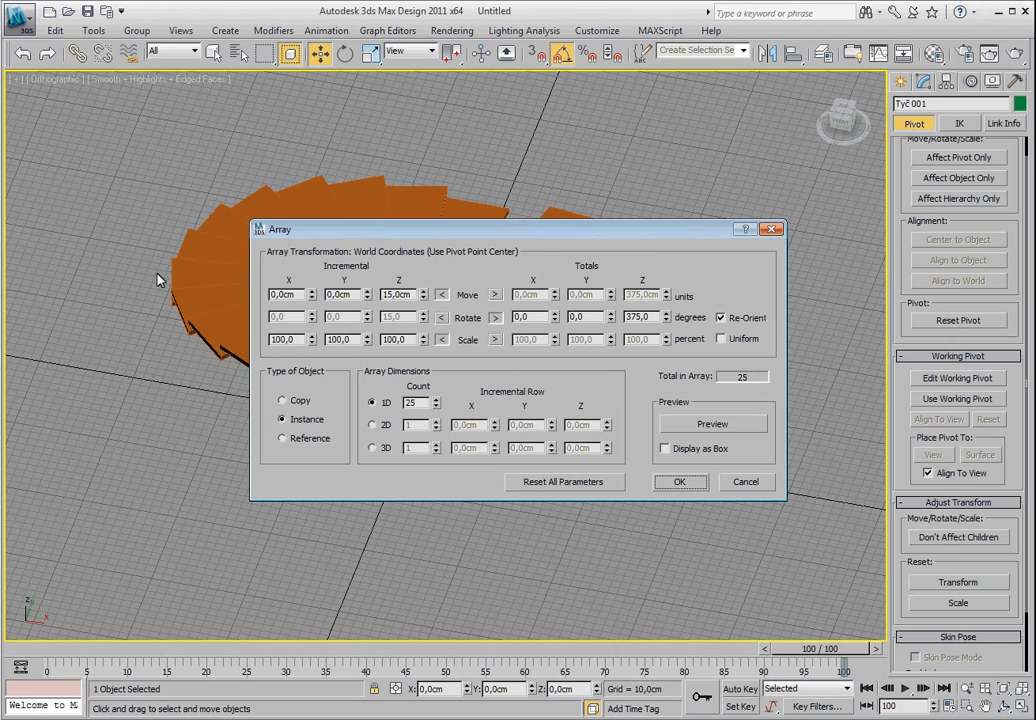 Autodesk 3ds Max Design 2011 x64 Untitled
Type a keyword or phrase
3DS
Edit Tools Group Views Create Modifiers Animation Graph Editors Rendering Lighting Analysis Customize MAXScript Help
All View Create Selection Se
[ + ] [ Orthographic ] [ Smooth + Highlights + Edged Faces ]
Tyč 001
Pivot IK Link Info
Move/Rotate/Scale:
Affect Pivot Only
Affect Object Only
Affect Hierarchy Only
Alignment:
Center to Object
Align to Object
Align to World
Pivot:
Reset Pivot
Working Pivot
Edit Working Pivot
Use Working Pivot
Align To View Reset
Place Pivot To:
View Surface
Align To View
Adjust Transform
Move/Rotate/Scale:
Don't Affect Children
Reset:
Transform
Scale
Skin Pose
Skin Pose Mode
Array
Array Transformation: World Coordinates (Use Pivot Point Center)
Incremental Totals
X Y Z X Y Z
0,0cm 0,0cm 15,0cm < Move > 0,0cm 0,0cm 375,0cm units
0,0 0,0 15,0 < Rotate > 0,0 0,0 375,0 degrees Re-Orient
100,0 100,0 100,0 < Scale > 100,0 100,0 100,0 percent Uniform
Type of Object
Copy
Instance
Reference
Array Dimensions
Count Incremental Row
X Y Z
1D 25
2D 1 0,0cm 0,0cm 0,0cm
3D 1 0,0cm 0,0cm 0,0cm
Total in Array: 25
Preview
Preview
Display as Box
Reset All Parameters OK Cancel
z
x
100 / 100
0 5 10 15 20 25 30 35 40 45 50 55 60 65 70 75 80 85 90 95 100
1 Object Selected X: 0,0cm Y: 0,0cm Z: 0,0cm Grid = 10,0cm Auto Key Selected
Welcome to MA Click and drag to select and move objects Add Time Tag Set Key Key Filters... 100